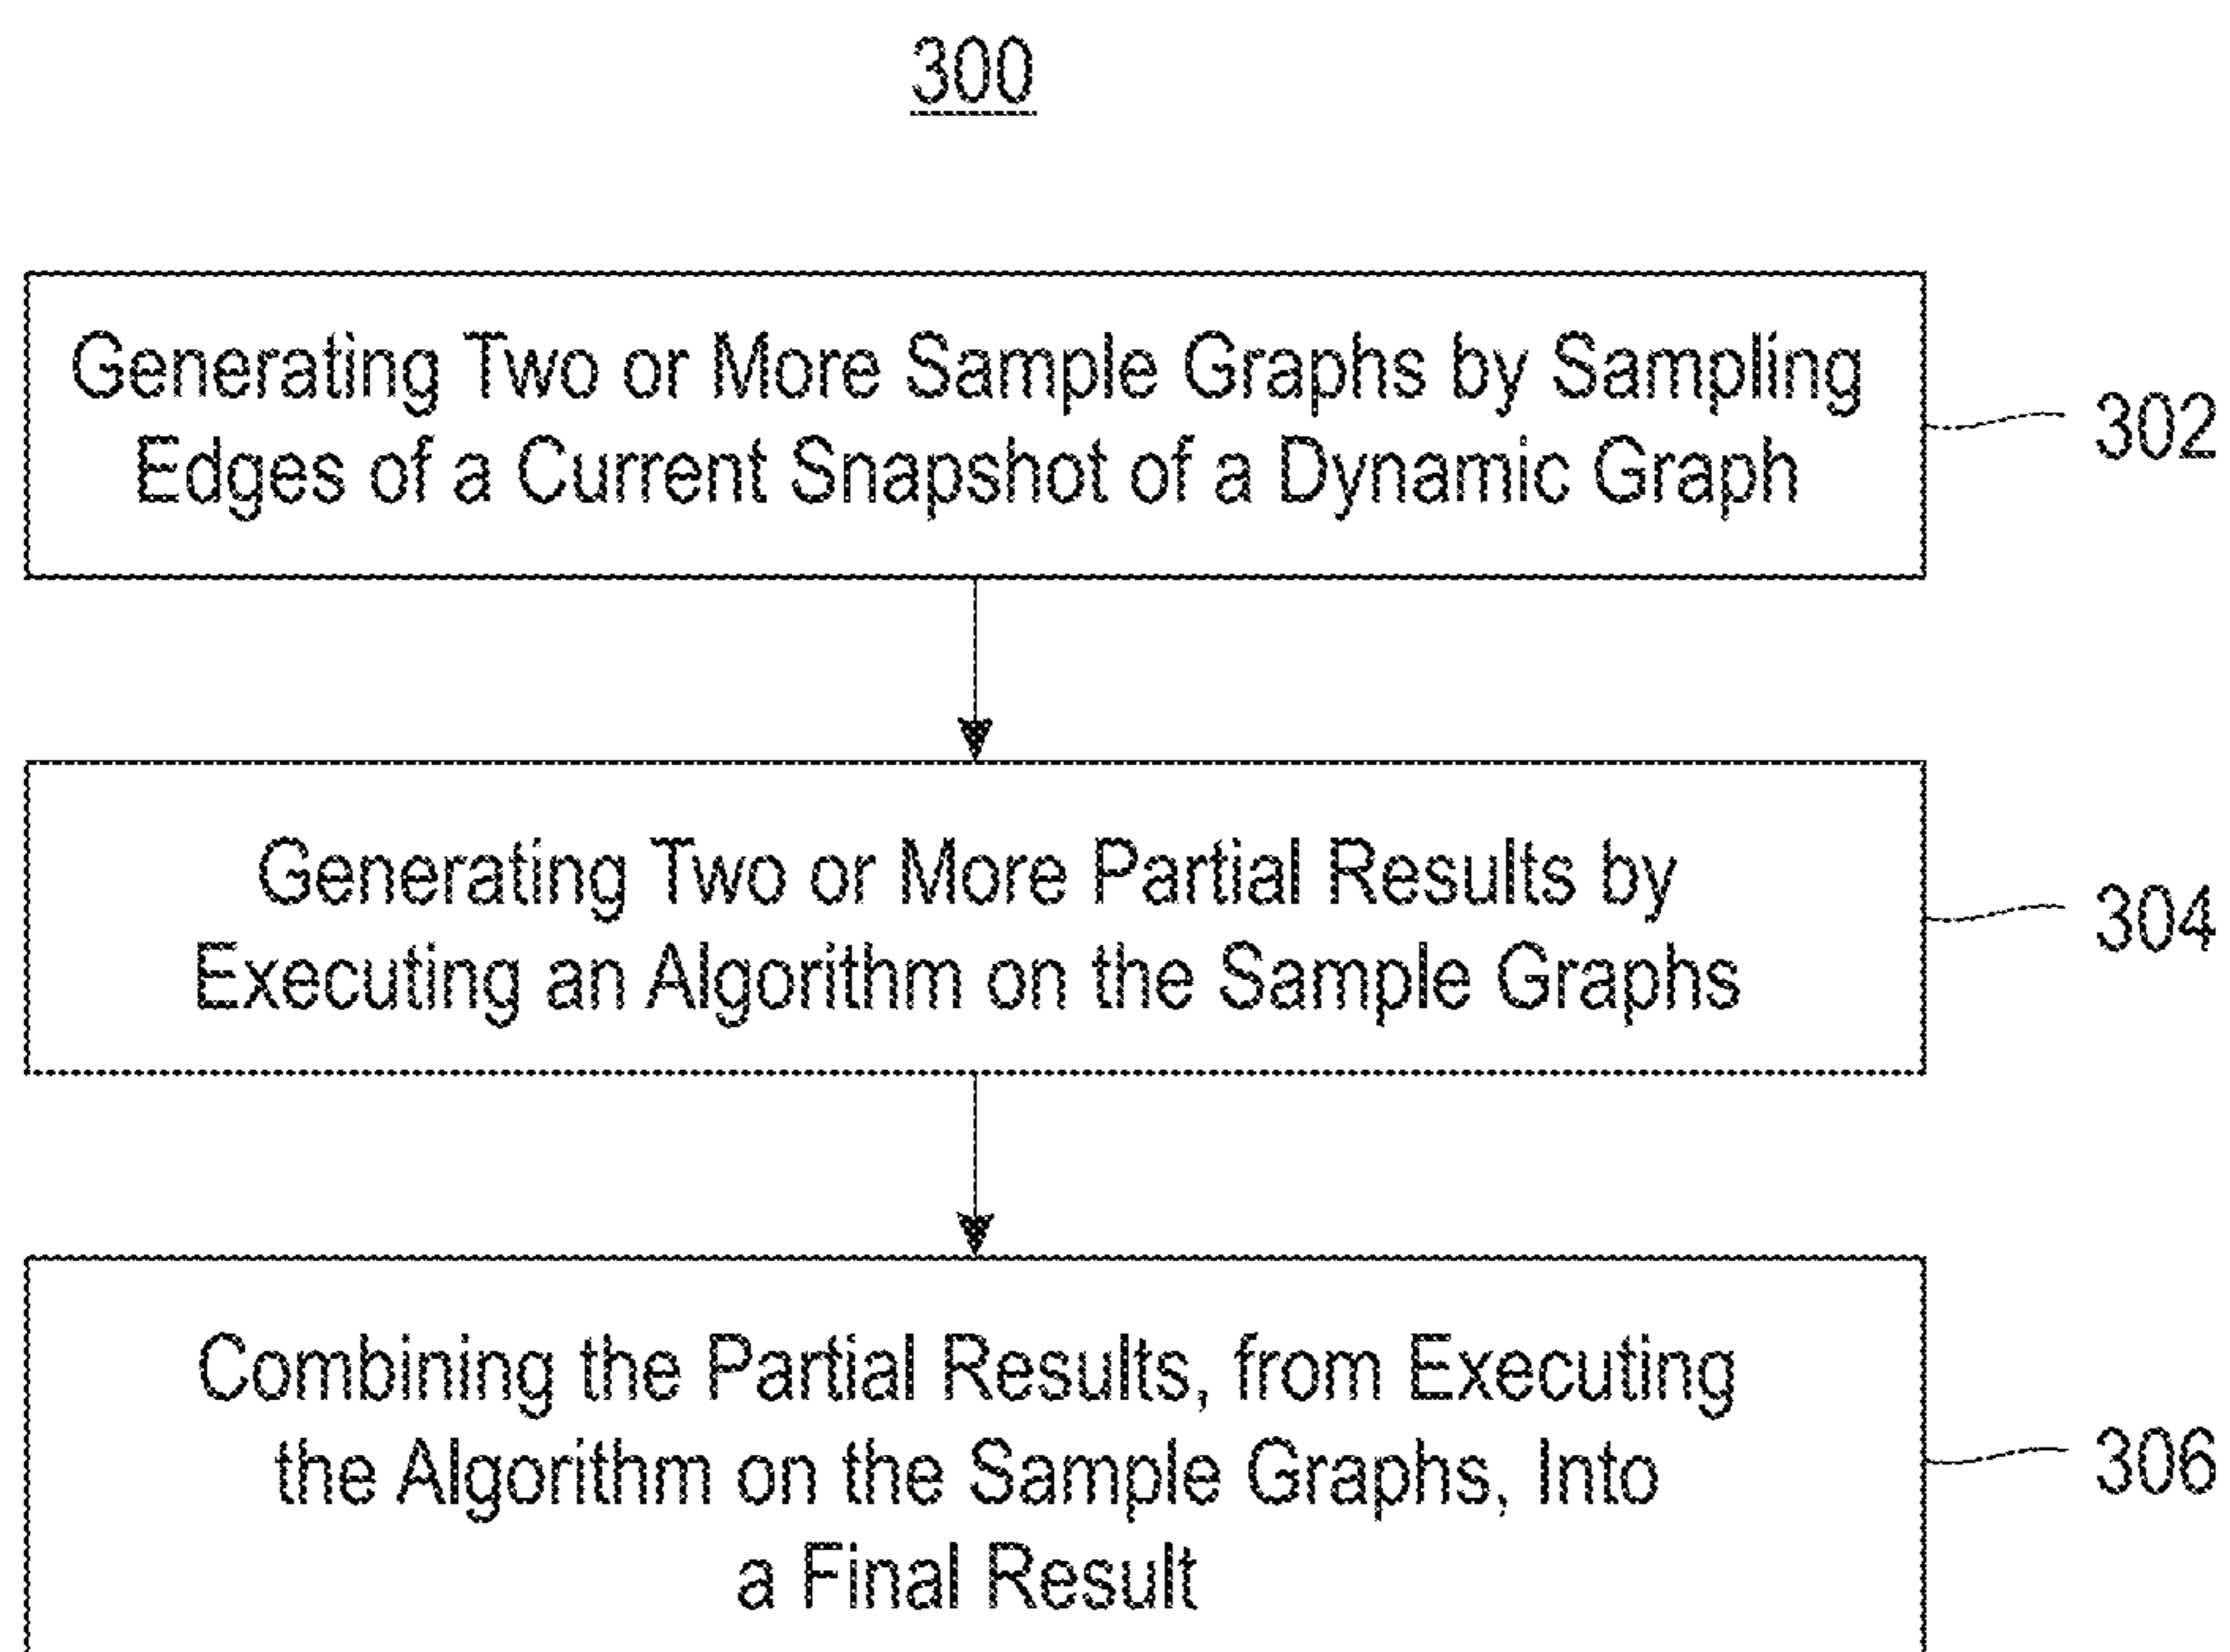 300
Generating Two or More Sample Graphs by Sampling
Edges of a Current Snapshot of a Dynamic Graph
302
Generating Two or More Partial Results by
Executing an Algorithm on the Sample Graphs
304
Combining the Partial Results, from Executing
the Algorithm on the Sample Graphs, Into
a Final Result
306